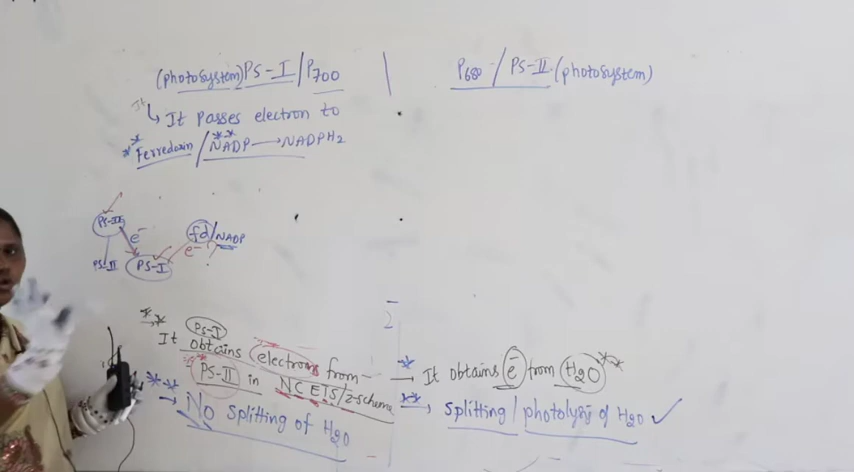 (photosystem) PS-I / P700
P680 / PS-II (photosystem)
It passes electron to
** Ferredoxin / NADP → NADPH2
**
PS-II
e-
fd/NADP
e- ?
PS-II
PS-I
PS-I
** It obtains electrons from
PS-II in NC ETS/z-scheme
** → No splitting of H2O
* → It obtains e- from H2O **
** → splitting / photolysis of H2O ✓